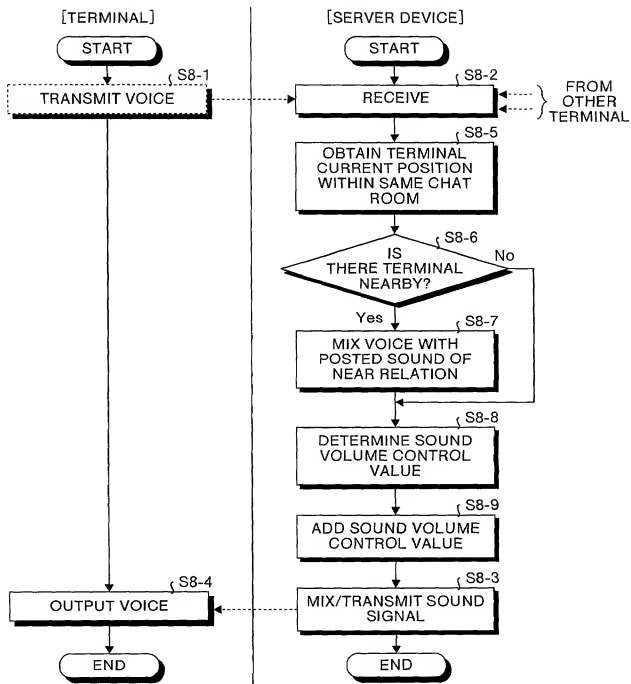 [TERMINAL]
[SERVER DEVICE]
START
START
S8-1
TRANSMIT VOICE
S8-2
RECEIVE
FROM
OTHER
TERMINAL
S8-5
OBTAIN TERMINAL
CURRENT POSITION
WITHIN SAME CHAT
ROOM
S8-6
IS
THERE TERMINAL
NEARBY?
No
Yes
S8-7
MIX VOICE WITH
POSTED SOUND OF
NEAR RELATION
S8-8
DETERMINE SOUND
VOLUME CONTROL
VALUE
S8-9
ADD SOUND VOLUME
CONTROL VALUE
S8-4
OUTPUT VOICE
S8-3
MIX/TRANSMIT SOUND
SIGNAL
END
END